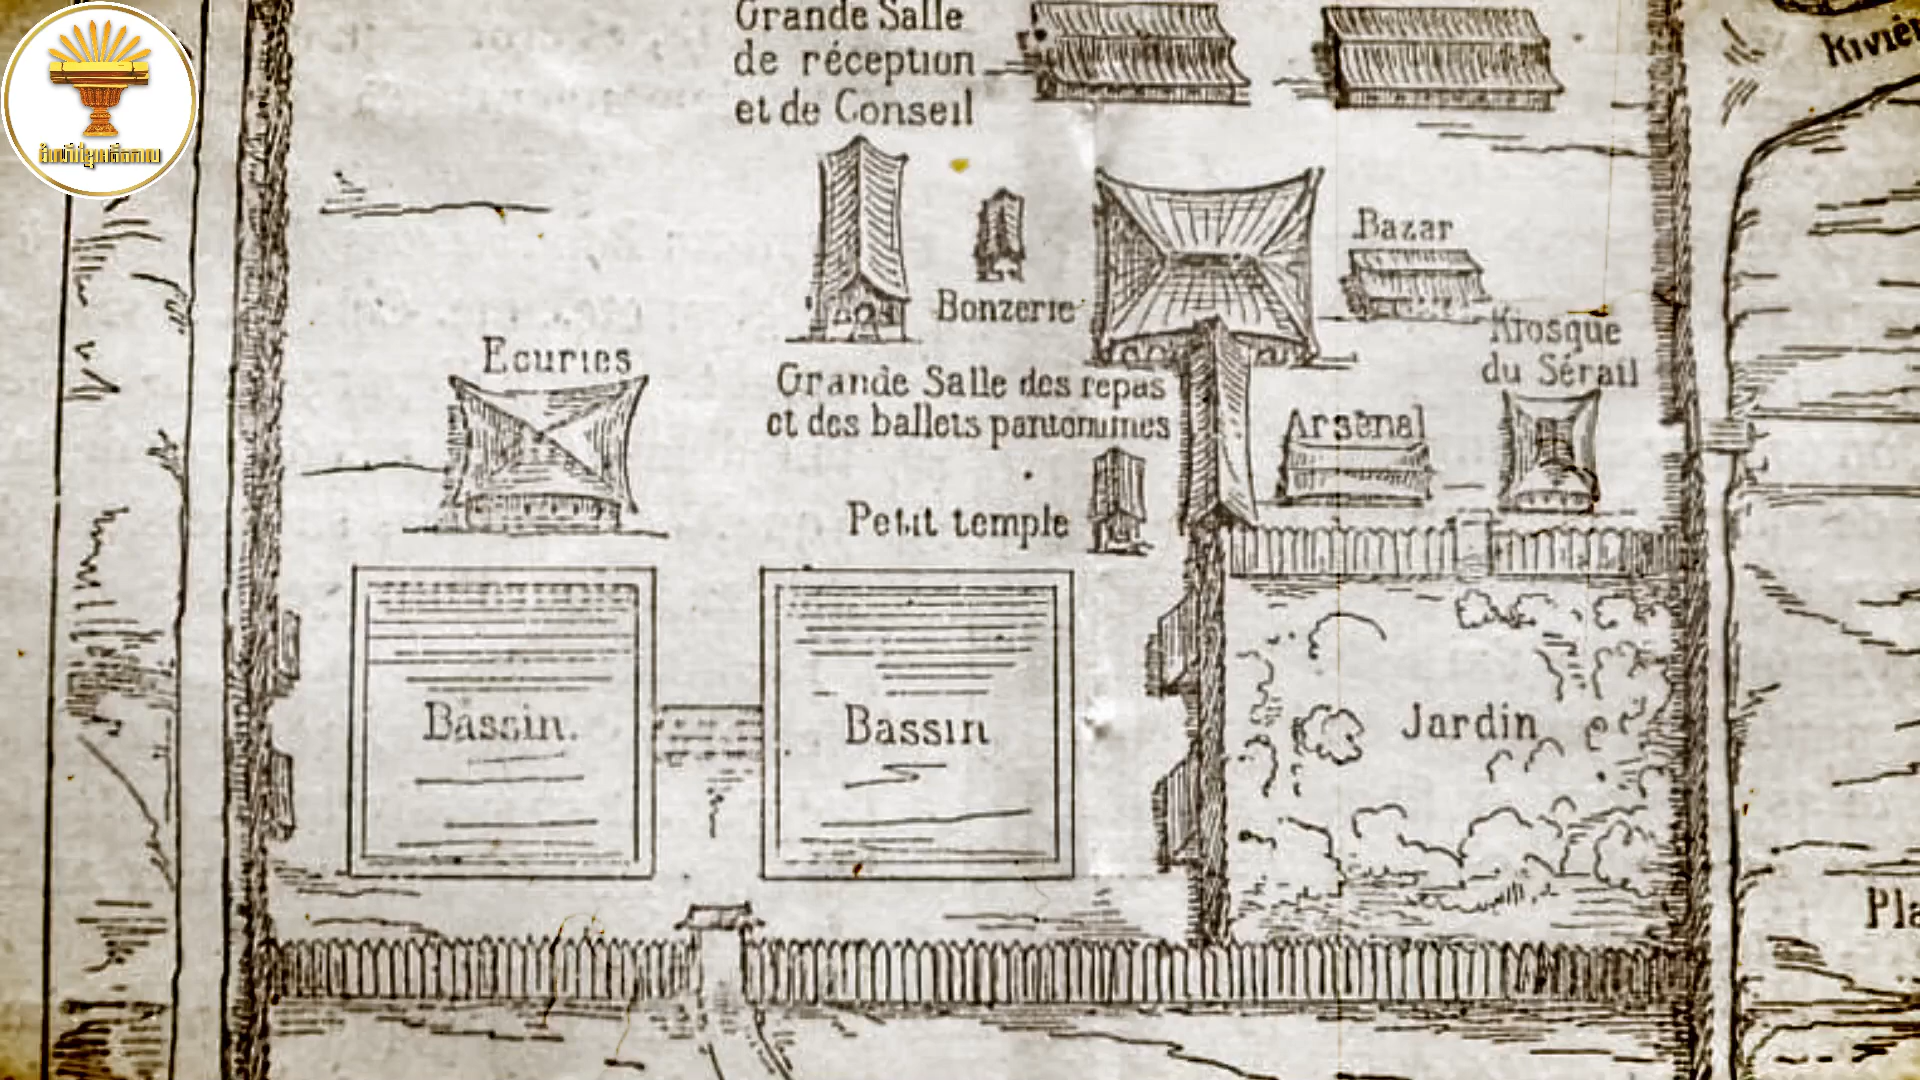 Grande Salle
de réception
et de Conseil
Bazar
Bonzerie
Kiosque
du Sérail
Ecuries
Grande Salle des repas
et des ballets pantomimes
Arsenal
Petit temple
Bassin.
Bassin
Jardin